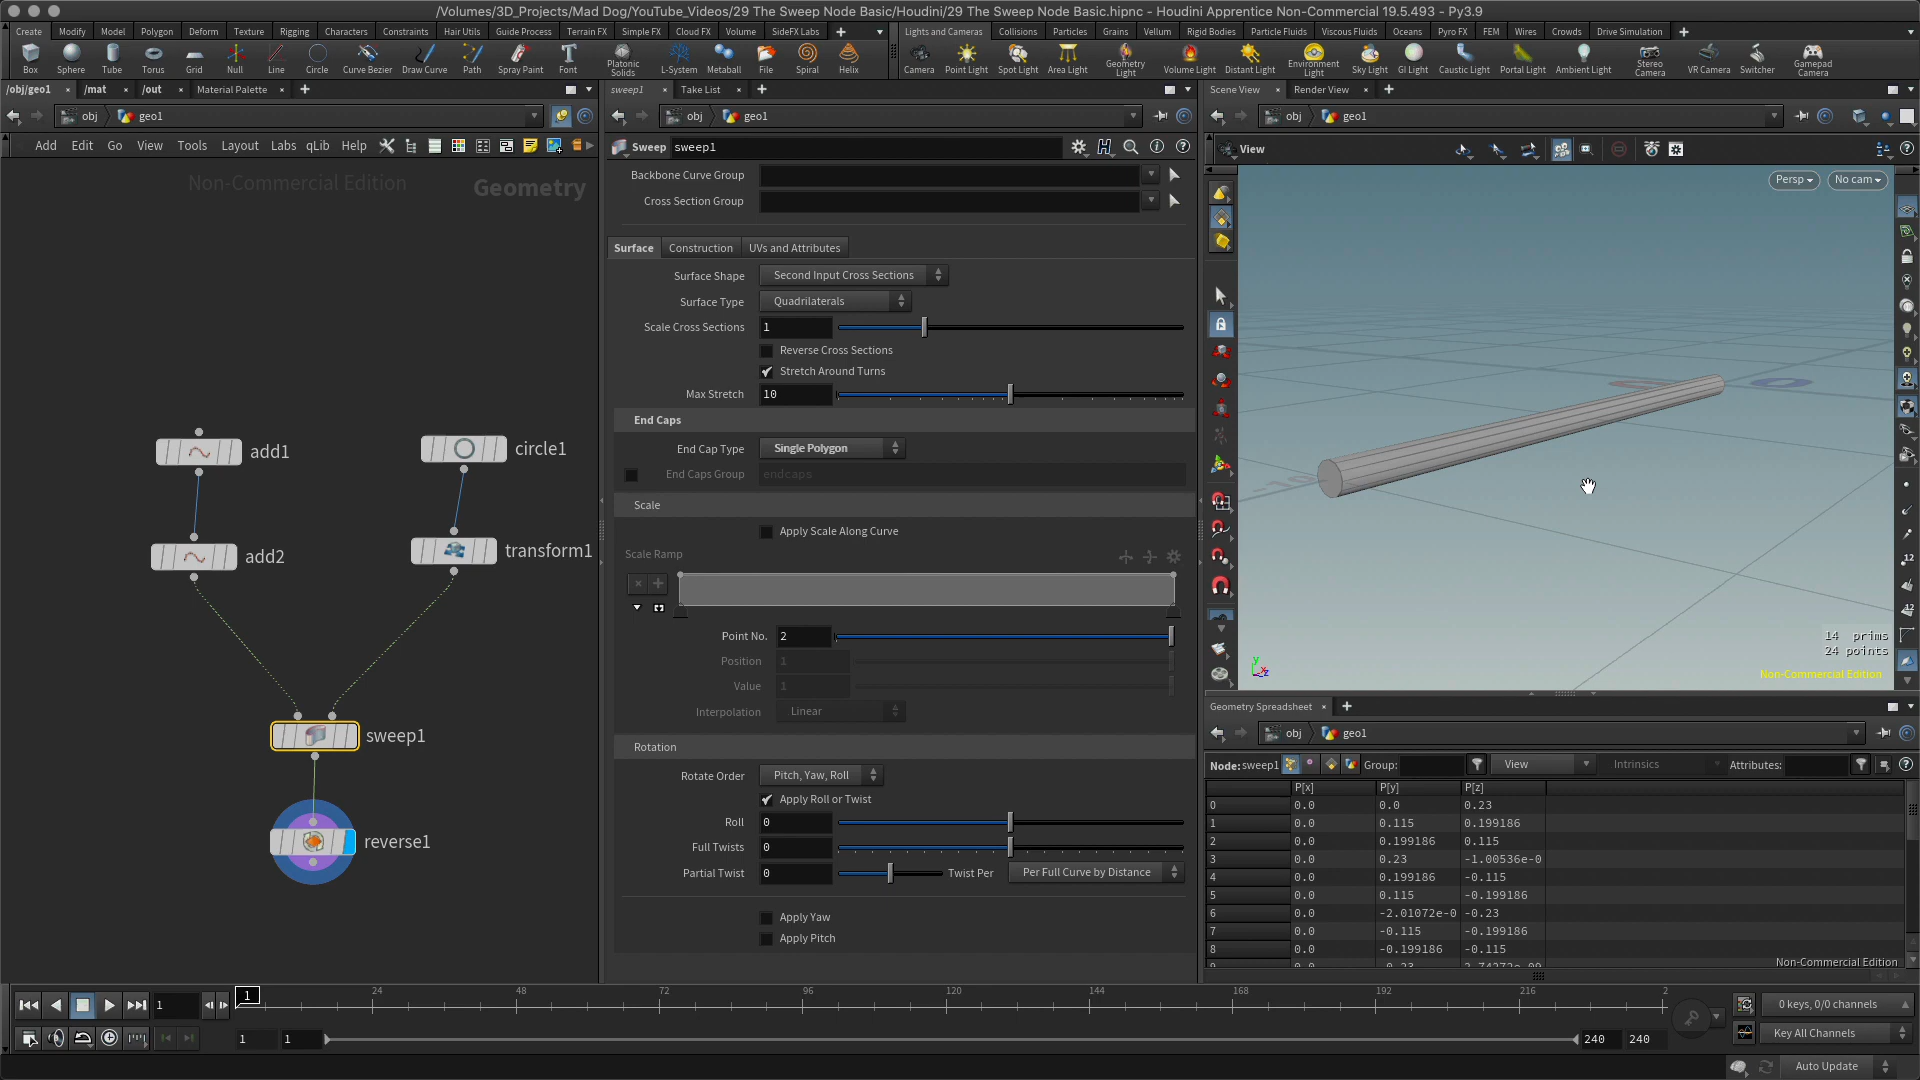 /Volumes/3D_Projects/Mad Dog/YouTube_Videos/29 The Sweep Node Basic/Houdini/29 The Sweep Node Basic.hipnc - Houdini Apprentice Non-Commercial 19.5.493 - Py3.9
Create Modify Model Polygon Deform Texture Rigging Characters Constraints Hair Utils Guide Process Terrain FX Simple FX Cloud FX Volume SideFX Labs
Lights and Cameras Collisions Particles Grains Vellum Rigid Bodies Particle Fluids Viscous Fluids Oceans Pyro FX FEM Wires Crowds Drive Simulation
Box Sphere Tube Torus Grid Null Line Circle Curve Bezier Draw Curve Path Spray Paint Font Platonic Solids L-System Metaball File Spiral Helix
Camera Point Light Spot Light Area Light Geometry Light Volume Light Distant Light Environment Light Sky Light GI Light Caustic Light Portal Light Ambient Light Stereo Camera VR Camera Switcher Gamepad Camera
/obj/geo1 /mat /out Material Palette
obj geo1
Add Edit Go View Tools Layout Labs qLib Help
Non-Commercial Edition
Geometry
add1
circle1
add2
transform1
sweep1
reverse1
sweep1 Take List
obj geo1
Sweep sweep1
Backbone Curve Group
Cross Section Group
Surface Construction UVs and Attributes
Surface Shape Second Input Cross Sections
Surface Type Quadrilaterals
Scale Cross Sections 1
Reverse Cross Sections
Stretch Around Turns
Max Stretch 10
End Caps
End Cap Type Single Polygon
End Caps Group endcaps
Scale
Apply Scale Along Curve
Scale Ramp
Point No. 2
Position 1
Value 1
Interpolation Linear
Rotation
Rotate Order Pitch, Yaw, Roll
Apply Roll or Twist
Roll 0
Full Twists 0
Partial Twist 0 Twist Per Per Full Curve by Distance
Apply Yaw
Apply Pitch
Scene View Render View
obj geo1
View
Persp No cam
14 prims
24 points
Non-Commercial Edition
Geometry Spreadsheet
obj geo1
Node: sweep1 Group: View Intrinsics Attributes:
P[x] P[y] P[z]
0 0.0 0.0 0.23
1 0.0 0.115 0.199186
2 0.0 0.199186 0.115
3 0.0 0.23 -1.00536e-0
4 0.0 0.199186 -0.115
5 0.0 0.115 -0.199186
6 0.0 -2.01072e-0 -0.23
7 0.0 -0.115 -0.199186
8 0.0 -0.199186 -0.115
Non-Commercial Edition
1 1 24 48 72 96 120 144 168 192 216 2
0 keys, 0/0 channels
1 1 240 240
Key All Channels
Auto Update